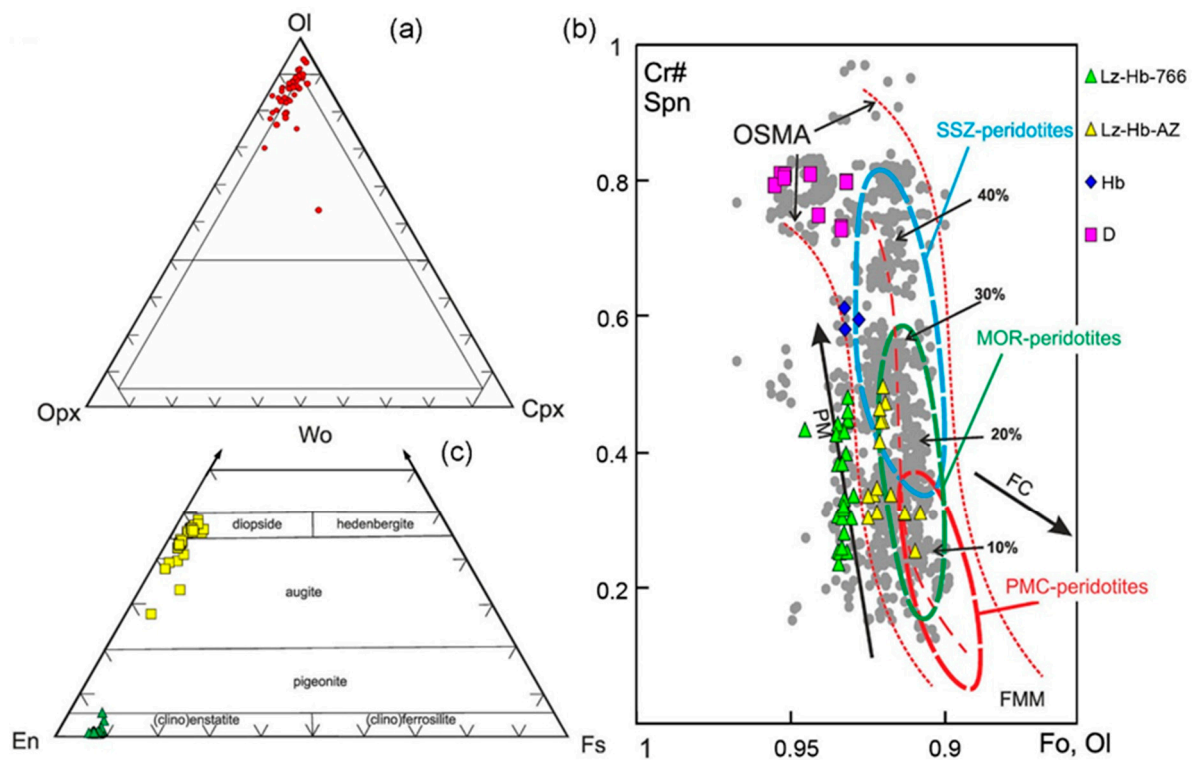 (a)
Ol
Opx
Cpx
(b)
1
Cr#
Spn
OSMA
SSZ-peridotites
0.8
40%
30%
0.6
MOR-peridotites
PM
20%
0.4
FC
10%
0.2
PMC-peridotites
FMM
1
0.95
0.9
Fo, Ol
Lz-Hb-766
Lz-Hb-AZ
Hb
D
Wo
(c)
diopside
hedenbergite
augite
pigeonite
(clino)enstatite
(clino)ferrosilite
En
Fs